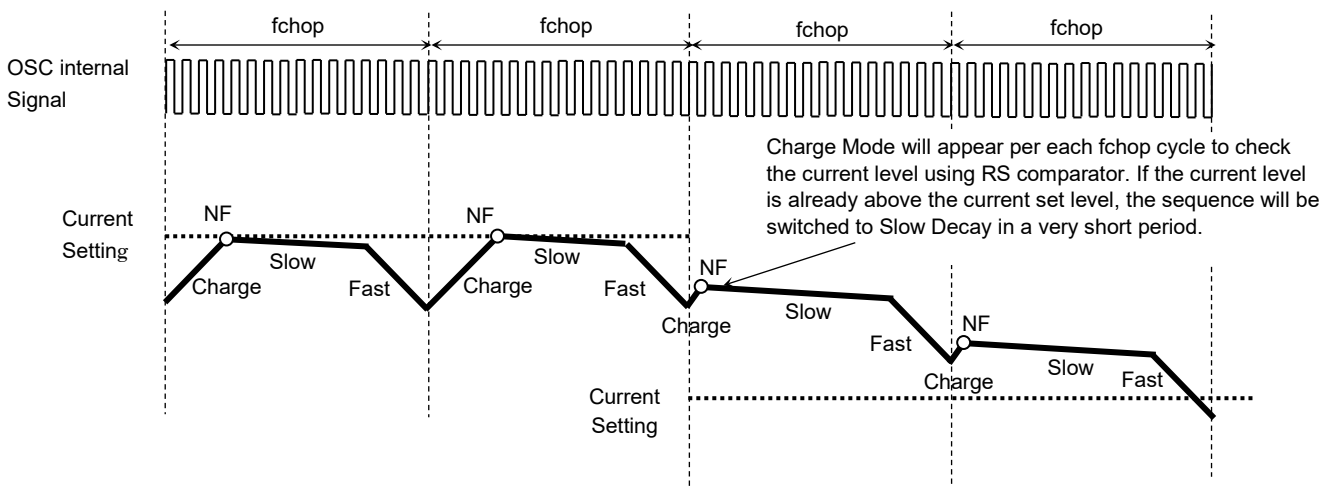 fchop
fchop
fchop
fchop
OSC internal
Signal
Charge Mode will appear per each fchop cycle to check
the current level using RS comparator. If the current level
is already above the current set level, the sequence will be
switched to Slow Decay in a very short period.
Current
Setting
NF
Charge
Slow
Fast
NF
Charge
Slow
Fast
NF
Charge
Slow
Fast
NF
Charge
Slow
Fast
Current
Setting